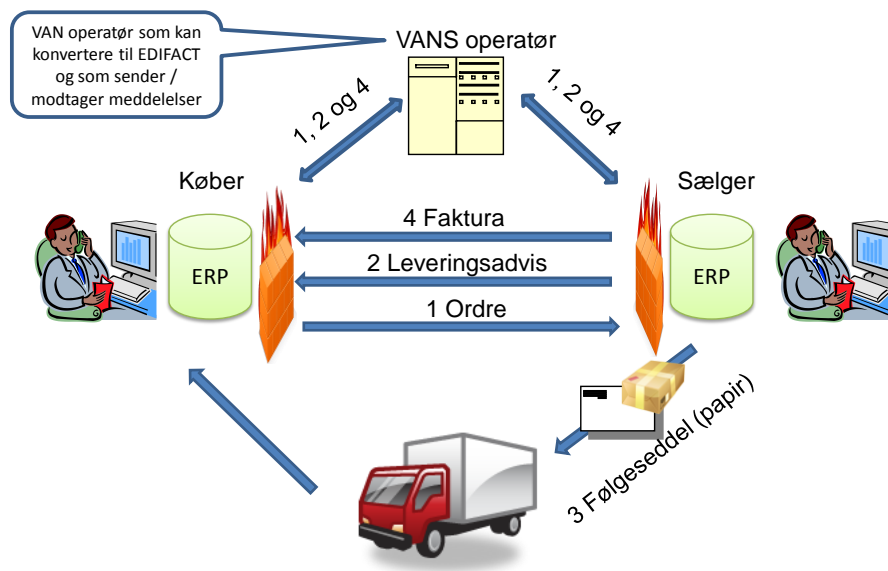 VAN operatør som kan
konvertere til EDIFACT
og som sender /
modtager meddelelser
VANS operatør
1, 2 og 4
1, 2 og 4
Køber
Sælger
4 Faktura
2 Leveringsadvis
1 Ordre
ERP
ERP
3 Følgeseddel (papir)